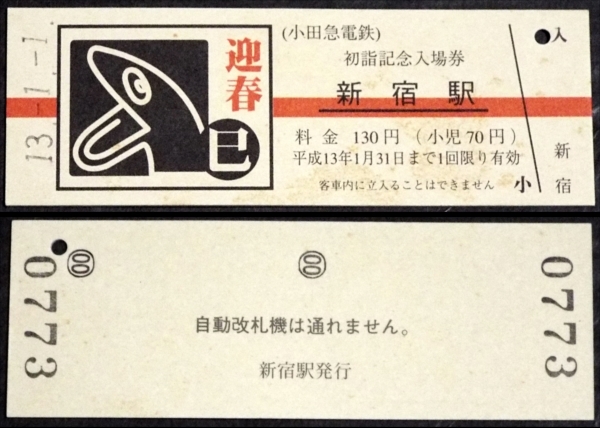 13.-1.-1
迎春
巳
(小田急電鉄)
初詣記念入場券
新宿駅
料金 130円 (小児70円)
平成13年1月31日まで1回限り有効
客車内に立入ることはできません
小
入
新宿
0773
00
00
0773
自動改札機は通れません。
新宿駅発行